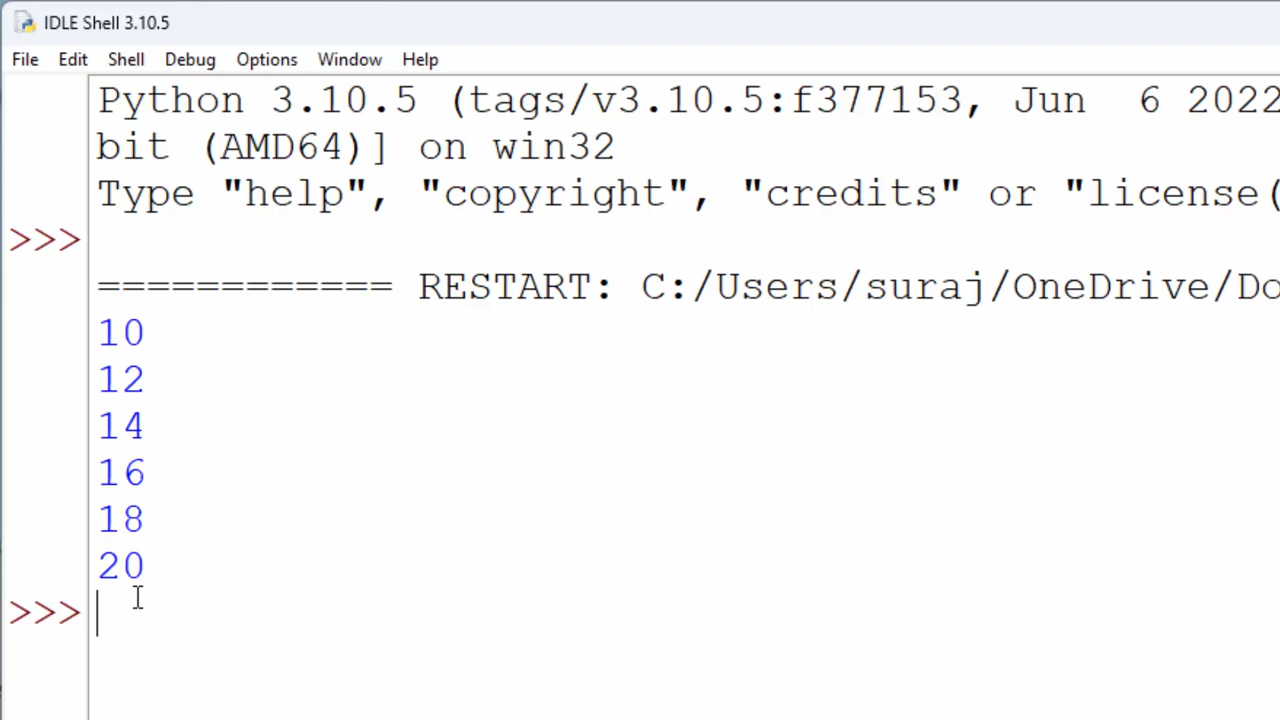 IDLE Shell 3.10.5
File Edit Shell Debug Options Window Help
Python 3.10.5 (tags/v3.10.5:f377153, Jun  6 2022
bit (AMD64)] on win32
Type "help", "copyright", "credits" or "license(
>>>
============ RESTART: C:/Users/suraj/OneDrive/Do
10
12
14
16
18
20
>>>